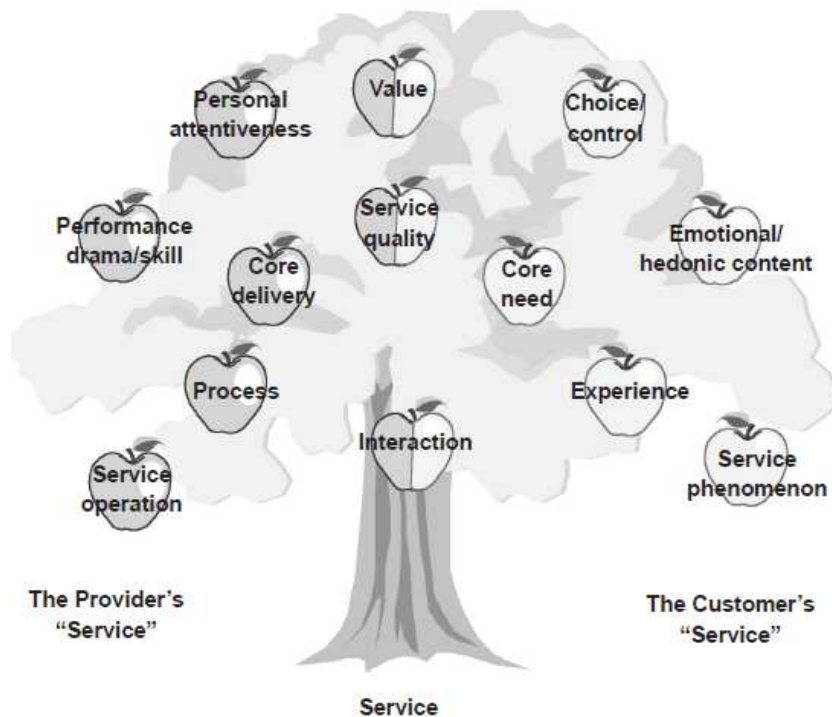 Personal
attentiveness
Value
Choice/
control
Performance
drama/skill
Service
quality
Emotional/
hedonic content
Core
delivery
Core
need
Process
Experience
Interaction
Service
operation
Service
phenomenon
The Provider’s
“Service”
The Customer’s
“Service”
Service